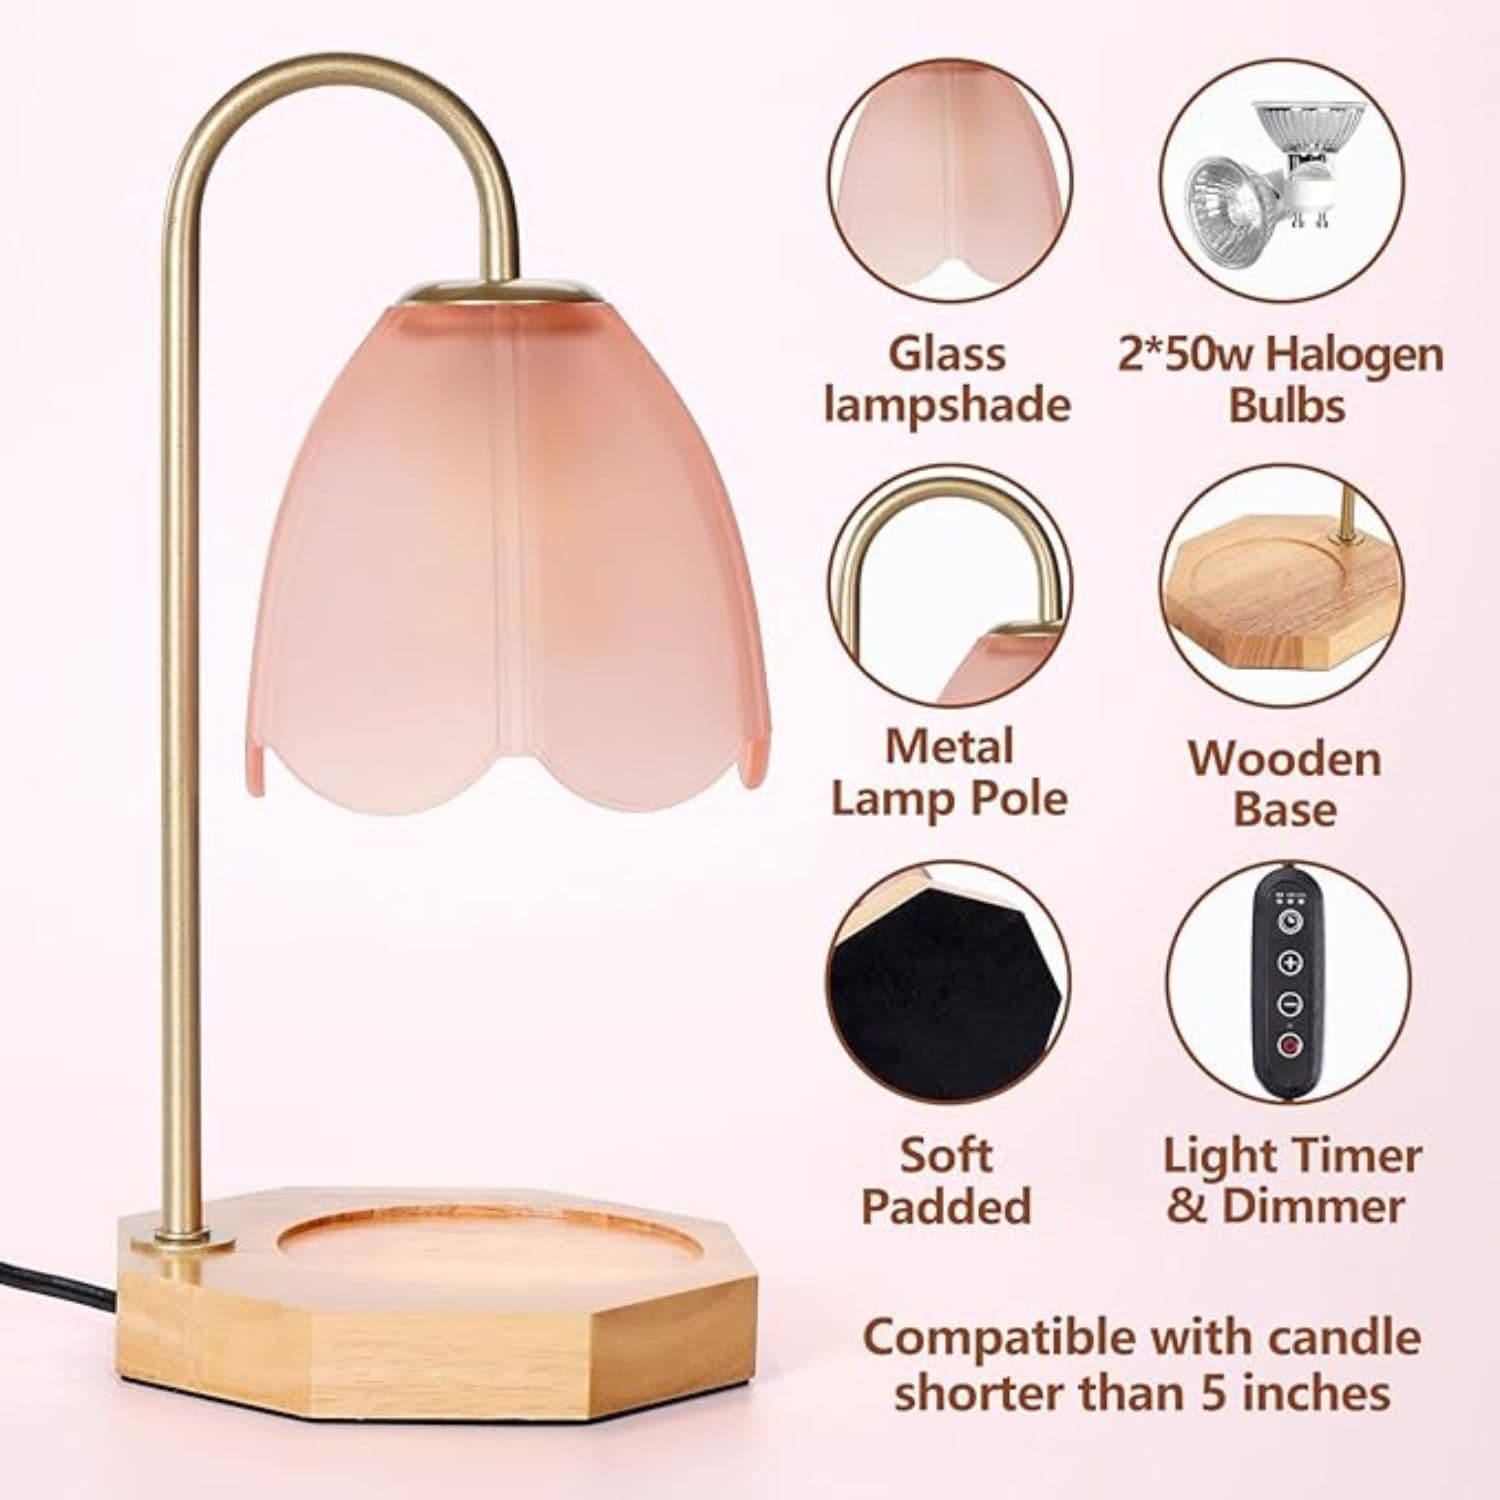 Glass
lampshade
2*50w Halogen
Bulbs
Metal
Lamp Pole
Wooden
Base
Soft
Padded
Light Timer
& Dimmer
Compatible with candle
shorter than 5 inches